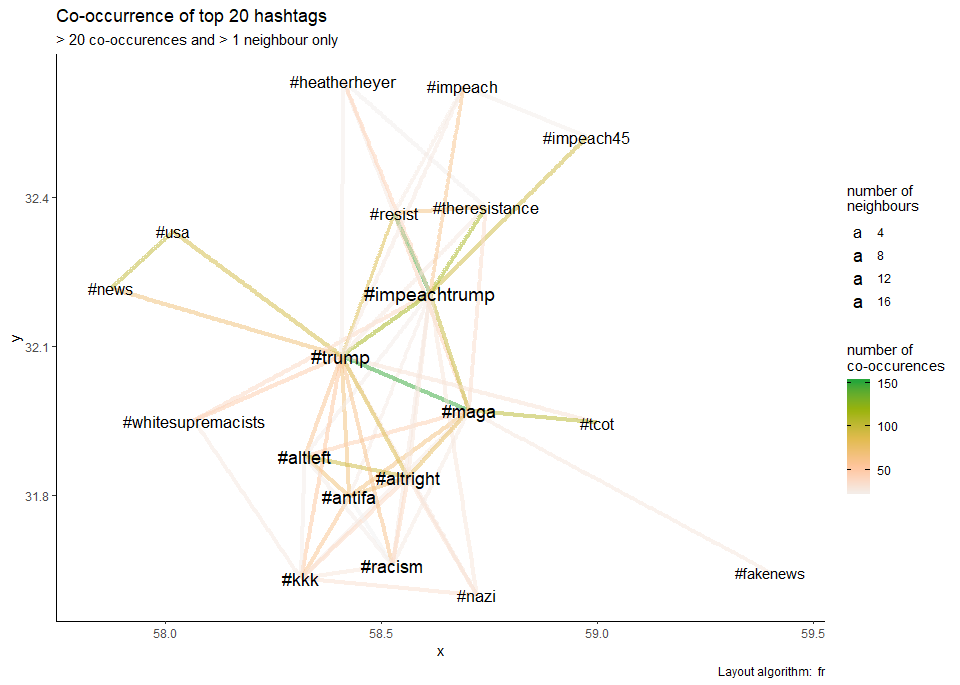 Co-occurrence of top 20 hashtags
> 20 co-occurences and > 1 neighbour only
#heatherheyer
#impeach
#impeach45
#resist
#theresistance
#usa
#news
#impeachtrump
#trump
#whitesupremacists
#maga
#tcot
#altleft
#altright
#antifa
#racism
#kkk
#nazi
#fakenews
32.4
32.1
31.8
y
58.0
58.5
59.0
59.5
x
number of
neighbours
a 4
a 8
a 12
a 16
number of
co-occurences
150
100
50
Layout algorithm: fr